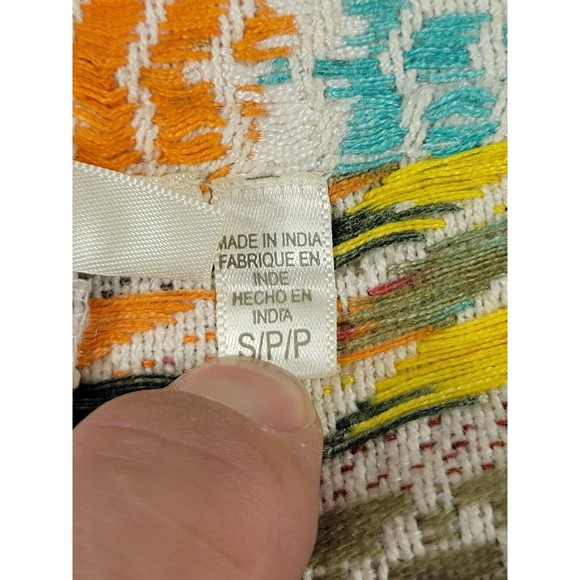 MADE IN INDIA
FABRIQUE EN
INDE
HECHO EN
INDIA
S/P/P